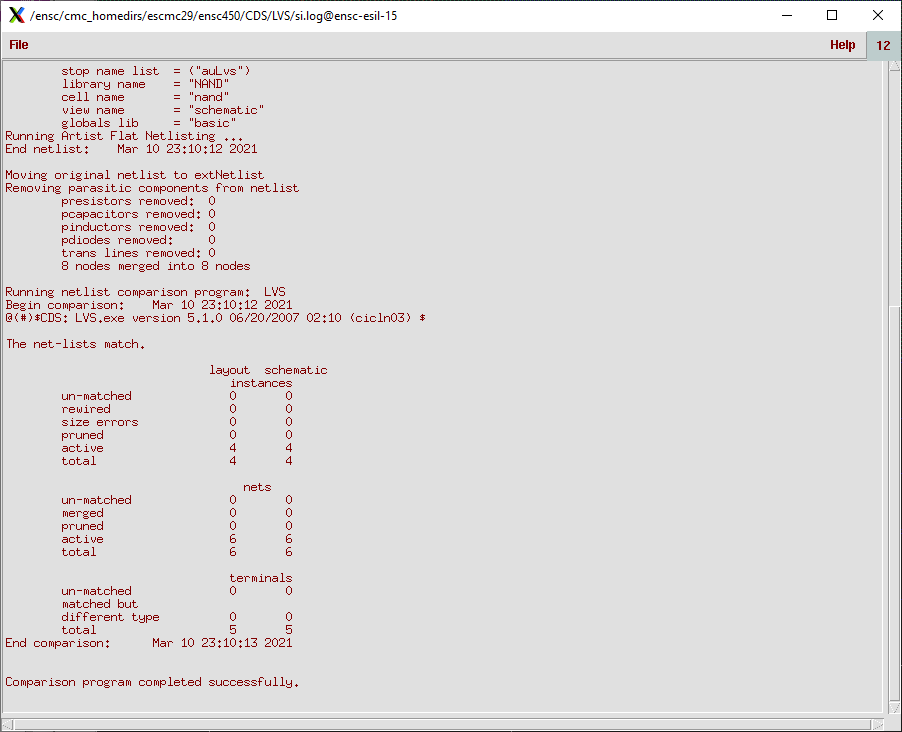 /ensc/cmc_homedirs/escmc29/ensc450/CDS/LVS/si.log@ensc-esil-15
File Help 12
stop name list = ("auLvs")
library name = "NAND"
cell name = "nand"
view name = "schematic"
globals lib = "basic"
Running Artist Flat Netlisting ...
End netlist: Mar 10 23:10:12 2021
Moving original netlist to extNetlist
Removing parasitic components from netlist
presistors removed: 0
pcapacitors removed: 0
pinductors removed: 0
pdiodes removed: 0
trans lines removed: 0
8 nodes merged into 8 nodes
Running netlist comparison program: LVS
Begin comparison: Mar 10 23:10:12 2021
@(#)$CDS: LVS.exe version 5.1.0 06/20/2007 02:10 (cicln03) $
The net-lists match.
layout schematic
instances
un-matched 0 0
rewired 0 0
size errors 0 0
pruned 0 0
active 4 4
total 4 4
nets
un-matched 0 0
merged 0 0
pruned 0 0
active 6 6
total 6 6
terminals
un-matched 0 0
matched but
different type 0 0
total 5 5
End comparison: Mar 10 23:10:13 2021
Comparison program completed successfully.